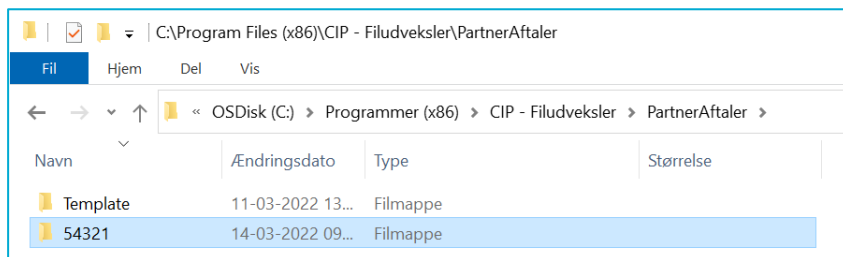 C:\Program Files (x86)\CIP - Filudveksler\PartnerAftaler
Fil Hjem Del Vis
« OSDisk (C:) > Programmer (x86) > CIP - Filudveksler > PartnerAftaler >
Navn Ændringsdato Type Størrelse
Template 11-03-2022 13... Filmappe
54321 14-03-2022 09... Filmappe